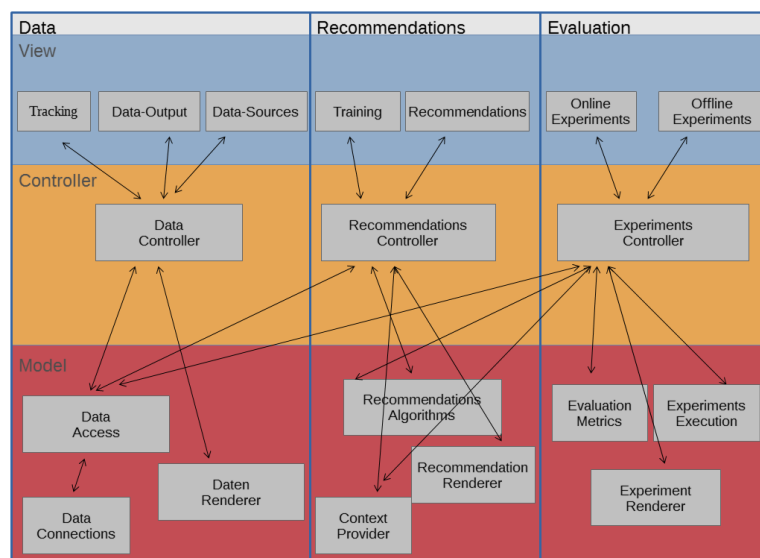 Data
Recommendations
Evaluation
View
Tracking
Data-Output
Data-Sources
Training
Recommendations
Online
Experiments
Offline
Experiments
Controller
Data
Controller
Recommendations
Controller
Experiments
Controller
Model
Data
Access
Recommendations
Algorithms
Evaluation
Metrics
Experiments
Execution
Daten
Renderer
Recommendation
Renderer
Experiment
Renderer
Data
Connections
Context
Provider